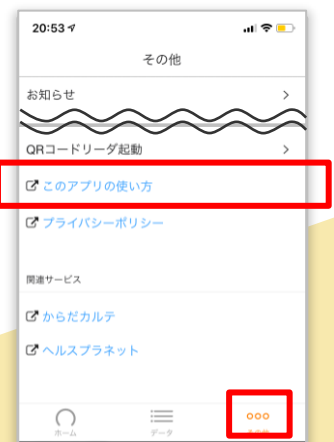 20:53
その他
お知らせ
QRコードリーダ起動
このアプリの使い方
プライバシーポリシー
関連サービス
からだカルテ
ヘルスプラネット
ホーム
データ